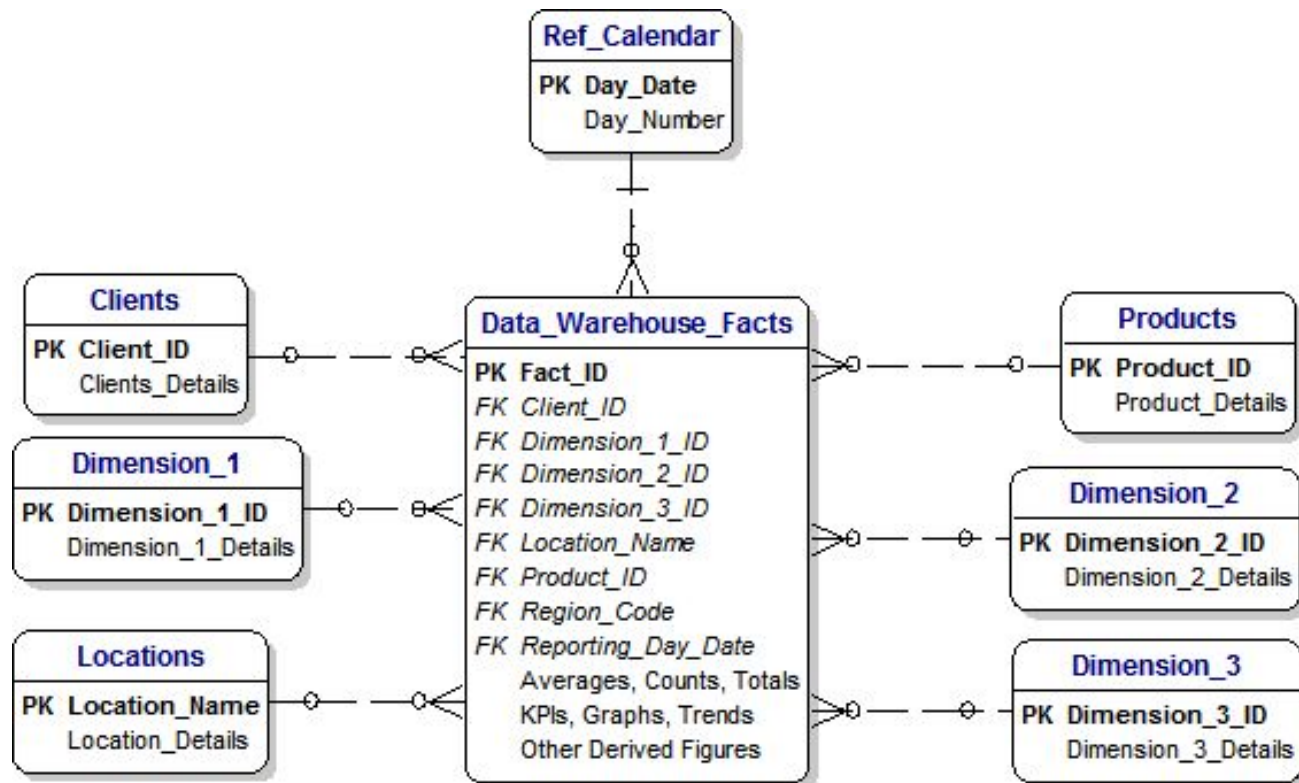 Ref_Calendar
PK Day_Date
Day_Number
Clients
PK Client_ID
Clients_Details
Dimension_1
PK Dimension_1_ID
Dimension_1_Details
Locations
PK Location_Name
Location_Details
Data_Warehouse_Facts
PK Fact_ID
FK Client_ID
FK Dimension_1_ID
FK Dimension_2_ID
FK Dimension_3_ID
FK Location_Name
FK Product_ID
FK Region_Code
FK Reporting_Day_Date
Averages, Counts, Totals
KPIs, Graphs, Trends
Other Derived Figures
Products
PK Product_ID
Product_Details
Dimension_2
PK Dimension_2_ID
Dimension_2_Details
Dimension_3
PK Dimension_3_ID
Dimension_3_Details